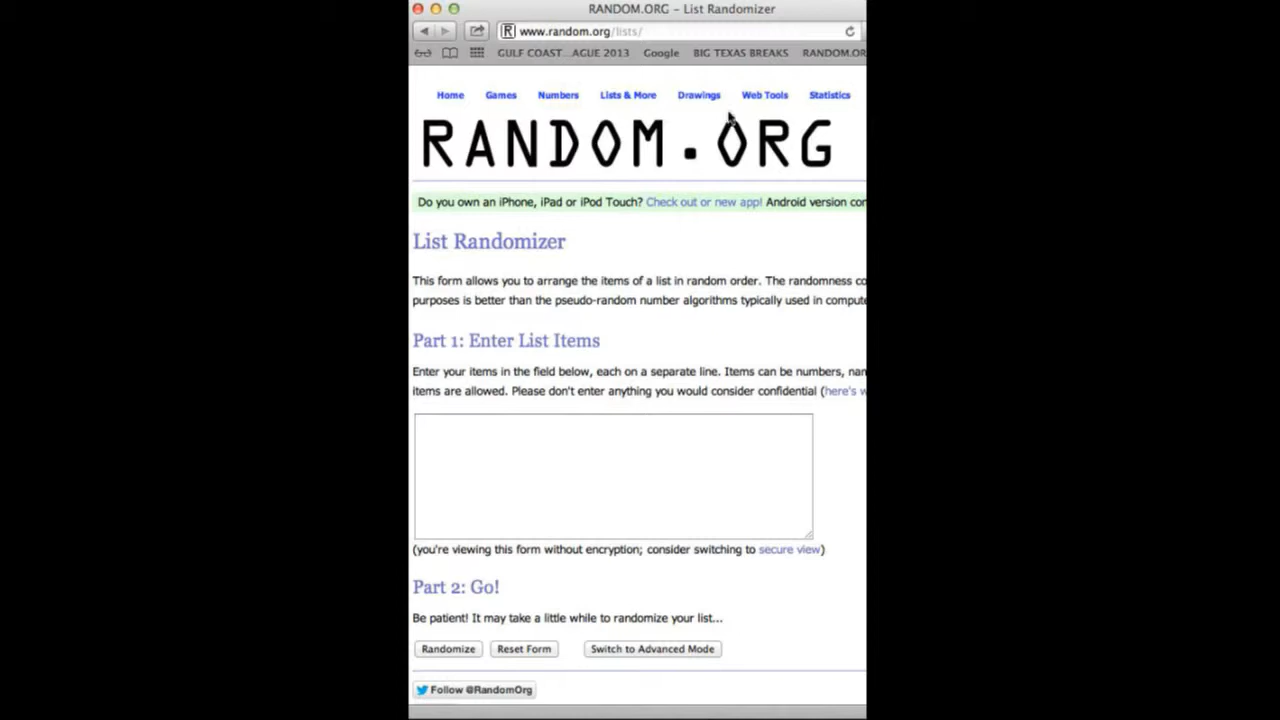 RANDOM.ORG – List Randomizer
R www.random.org/lists/
GULF COAST...AGUE 2013 Google BIG TEXAS BREAKS RANDOM.OR
Home Games Numbers Lists & More Drawings Web Tools Statistics
RANDOM.ORG
Do you own an iPhone, iPad or iPod Touch? Check out or new app! Android version con
List Randomizer
This form allows you to arrange the items of a list in random order. The randomness co
purposes is better than the pseudo-random number algorithms typically used in compute
Part 1: Enter List Items
Enter your items in the field below, each on a separate line. Items can be numbers, nan
items are allowed. Please don't enter anything you would consider confidential (here's w
(you're viewing this form without encryption; consider switching to secure view)
Part 2: Go!
Be patient! It may take a little while to randomize your list...
Randomize Reset Form Switch to Advanced Mode
Follow @RandomOrg